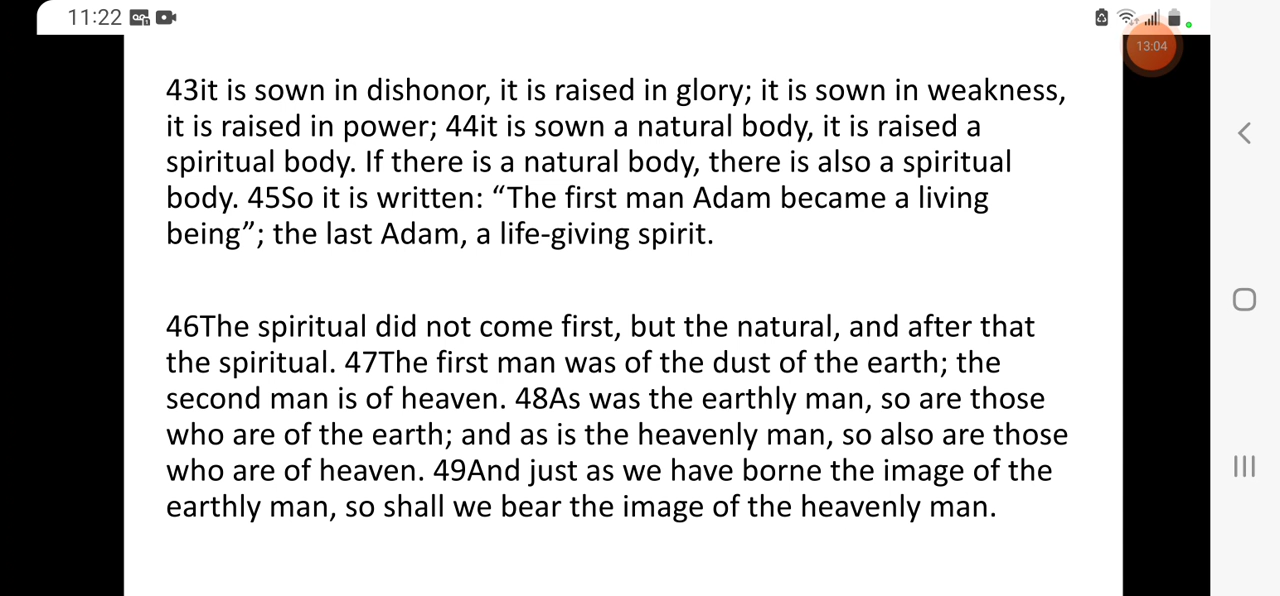 11:22
13:04
43it is sown in dishonor, it is raised in glory; it is sown in weakness,
it is raised in power; 44it is sown a natural body, it is raised a
spiritual body. If there is a natural body, there is also a spiritual
body. 45So it is written: “The first man Adam became a living
being”; the last Adam, a life-giving spirit.
46The spiritual did not come first, but the natural, and after that
the spiritual. 47The first man was of the dust of the earth; the
second man is of heaven. 48As was the earthly man, so are those
who are of the earth; and as is the heavenly man, so also are those
who are of heaven. 49And just as we have borne the image of the
earthly man, so shall we bear the image of the heavenly man.